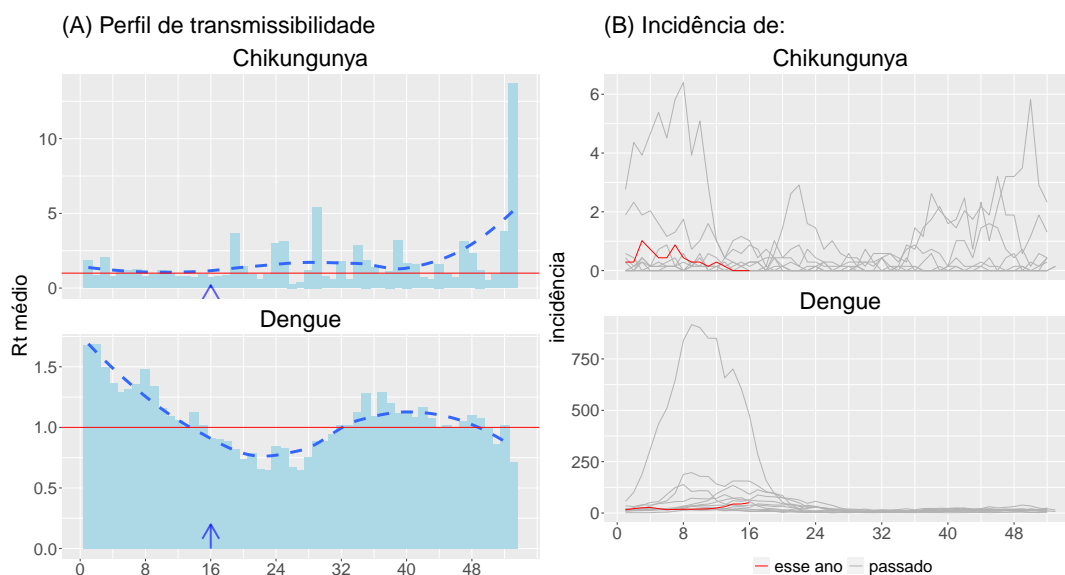 (A) Perfil de transmissibilidade
Chikungunya
10
5
0
Dengue
1.5
1.0
0.5
0.0
0 8 16 24 32 40 48
Rt médio
(B) Incidência de:
Chikungunya
6
4
2
0
Dengue
750
500
250
0
0 8 16 24 32 40 48
incidência
esse ano passado